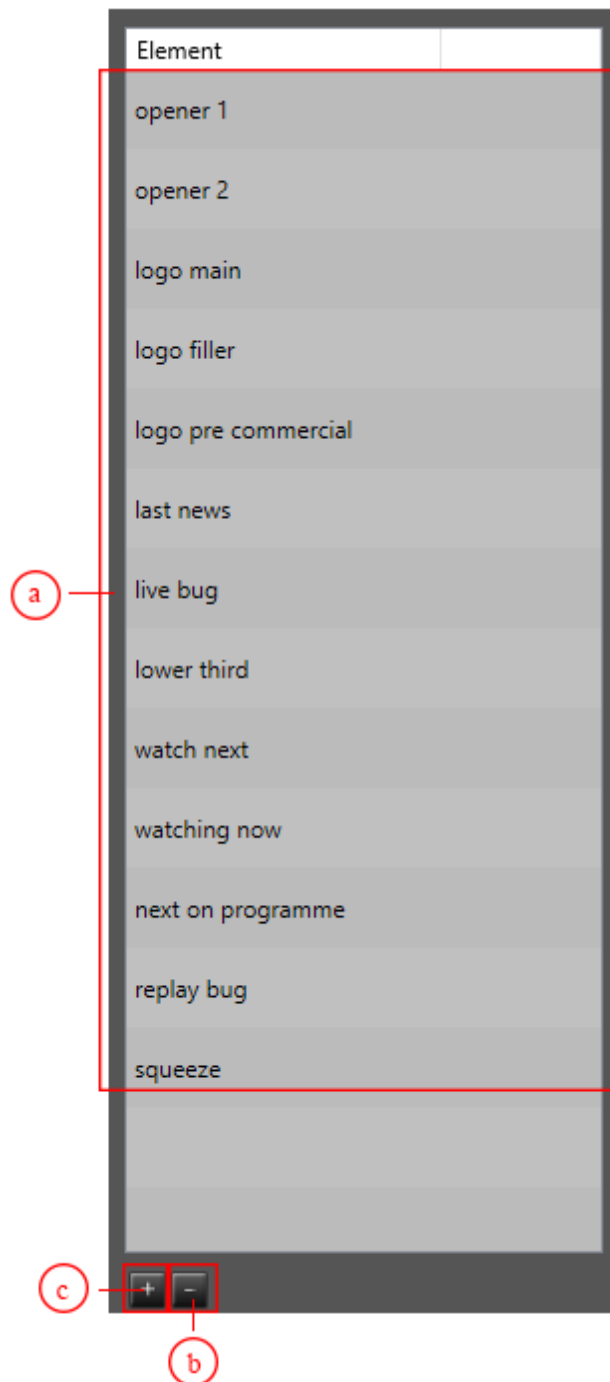 Element
opener 1
opener 2
logo main
logo filler
logo pre commercial
last news
a
live bug
lower third
watch next
watching now
next on programme
replay bug
squeeze
c
+
-
b